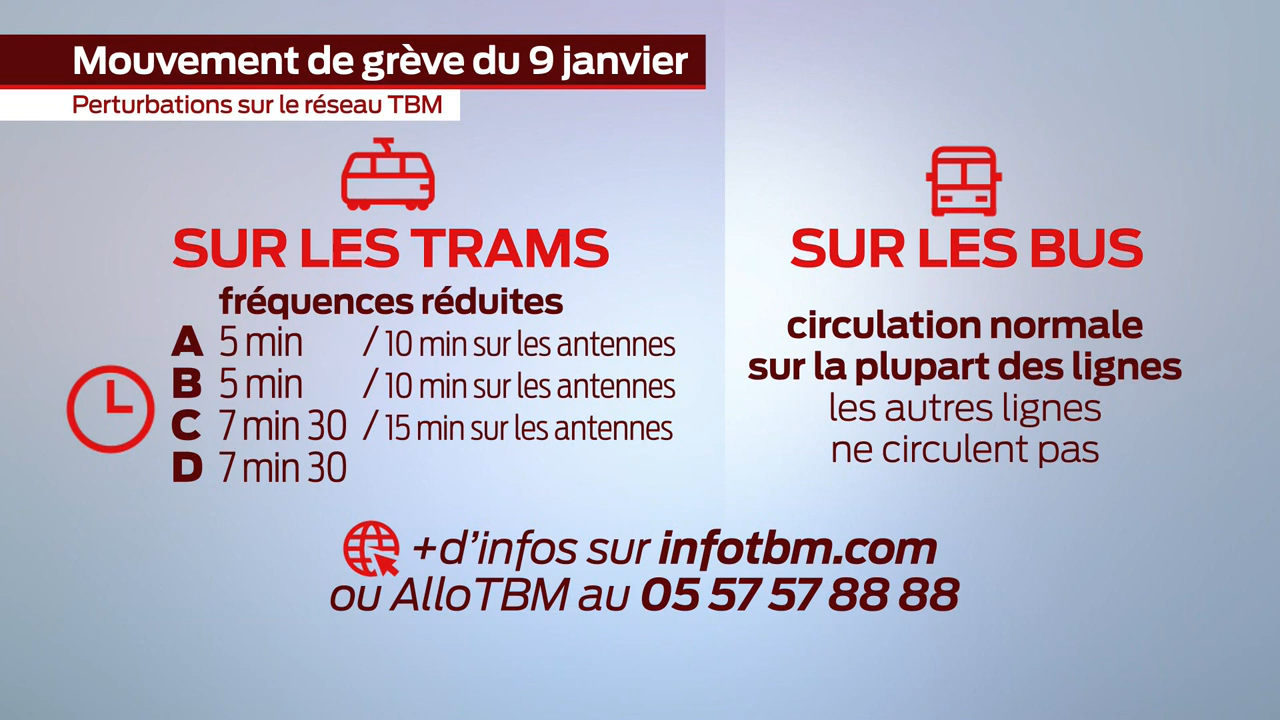 Mouvement de grève du 9 janvier
Perturbations sur le réseau TBM
SUR LES TRAMS
fréquences réduites
A 5 min / 10 min sur les antennes
B 5 min / 10 min sur les antennes
C 7 min 30 / 15 min sur les antennes
D 7 min 30
SUR LES BUS
circulation normale
sur la plupart des lignes
les autres lignes
ne circulent pas
+d'infos sur infotbm.com
ou AlloTBM au 05 57 57 88 88